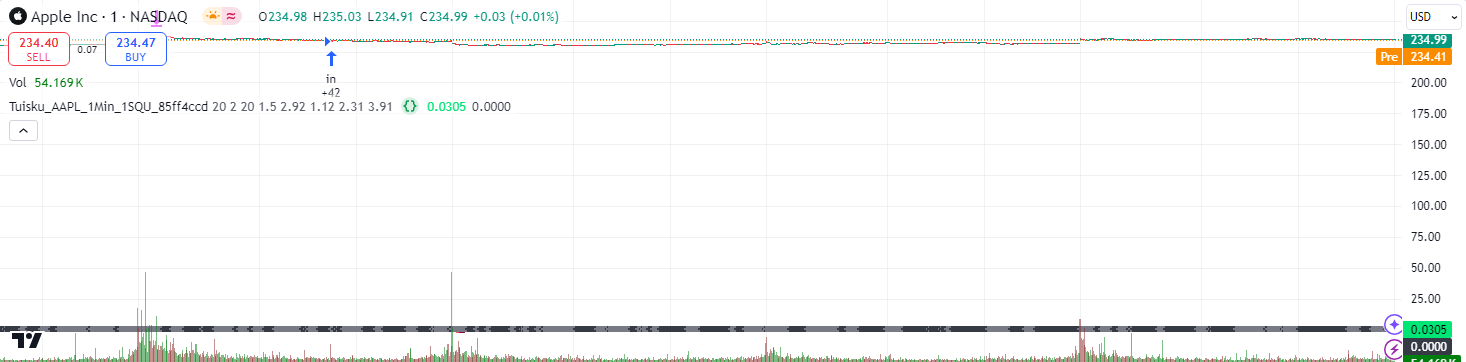 Apple Inc · 1 · NASDAQ O234.98 H235.03 L234.91 C234.99 +0.03 (+0.01%)
USD
234.40 SELL
0.07
234.47 BUY
234.99
Pre 234.41
in
+42
Vol 54.169 K
200.00
Tuisku_AAPL_1Min_1SQU_85ff4ccd 20 2 20 1.5 2.92 1.12 2.31 3.91 {} 0.0305 0.0000
175.00
150.00
125.00
100.00
75.00
50.00
25.00
0.0305
0.0000